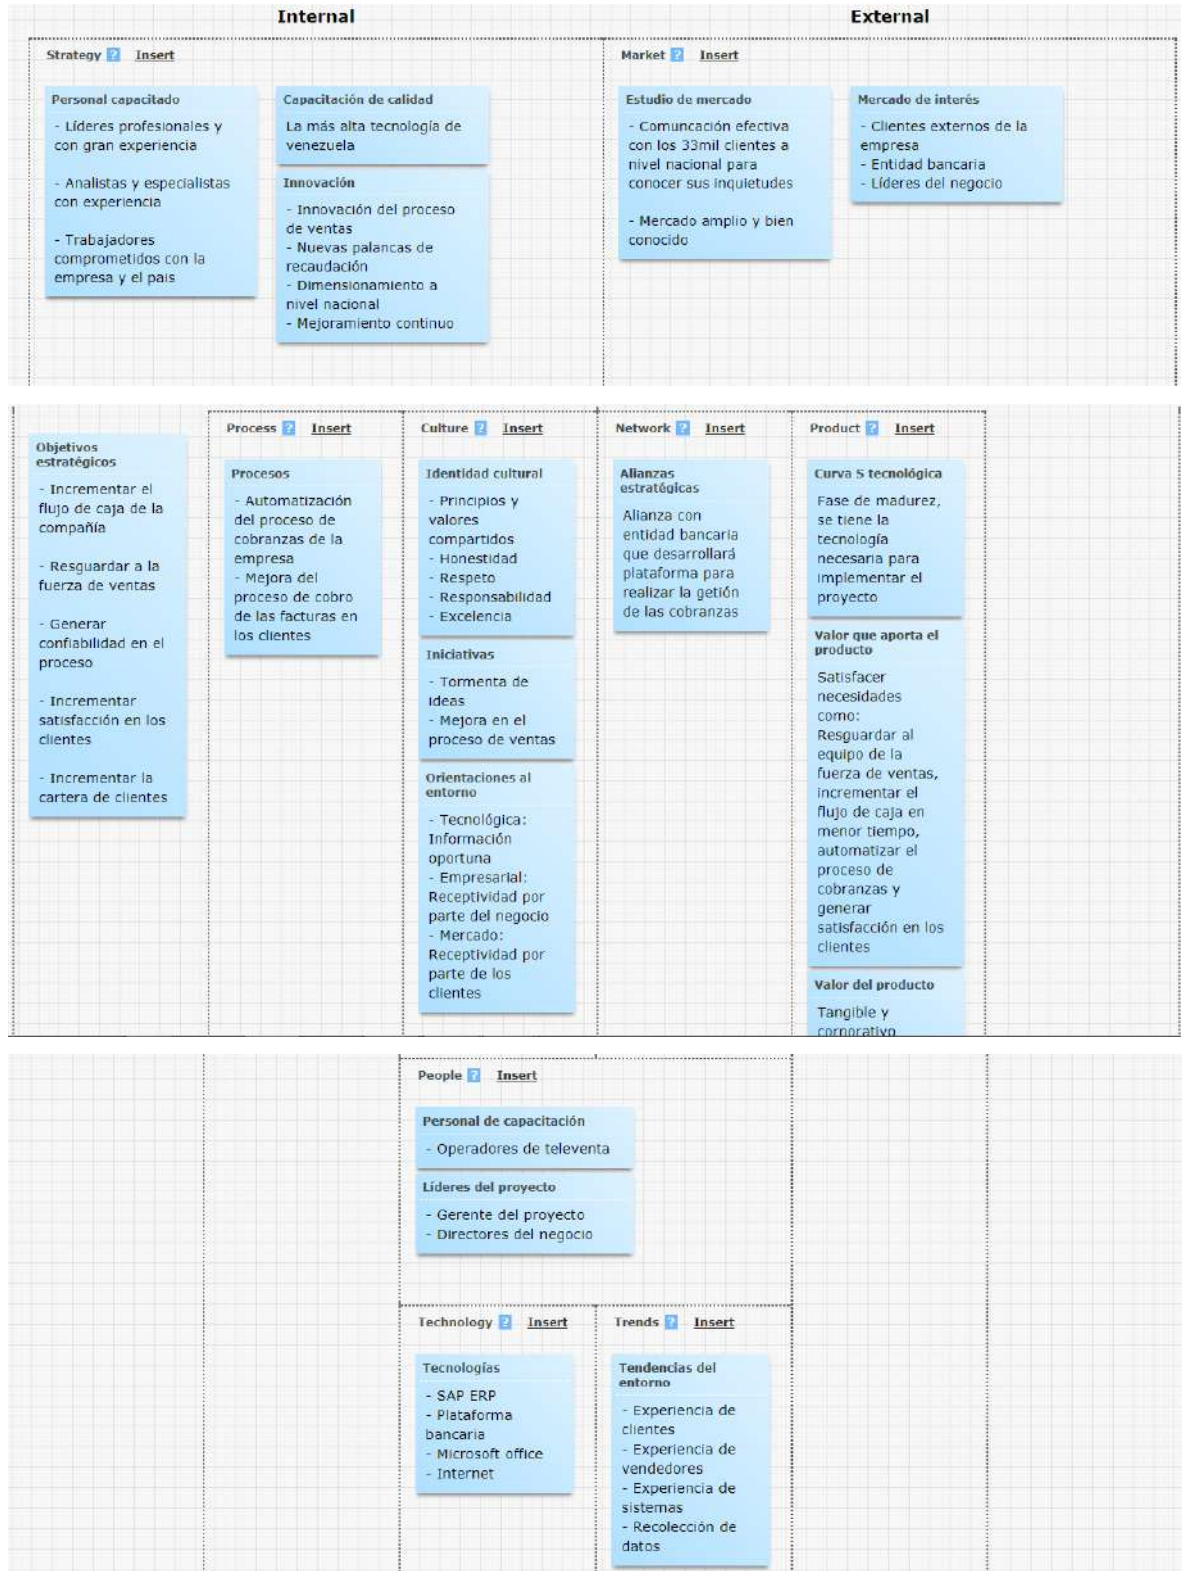 Internal
External
Strategy ? Insert
Personal capacitado
- Líderes profesionales y
con gran experiencia
- Analistas y especialistas
con experiencia
- Trabajadores
comprometidos con la
empresa y el pais
Capacitación de calidad
La más alta tecnología de
venezuela
Innovación
- Innovación del proceso
de ventas
- Nuevas palancas de
recaudación
- Dimensionamiento a
nivel nacional
- Mejoramiento continuo
Market ? Insert
Estudio de mercado
- Comuncación efectiva
con los 33mil clientes a
nivel nacional para
conocer sus inquietudes
- Mercado amplio y bien
conocido
Mercado de interés
- Clientes externos de la
empresa
- Entidad bancaria
- Líderes del negocio
Objetivos
estratégicos
- Incrementar el
flujo de caja de la
compañía
- Resguardar a la
fuerza de ventas
- Generar
confiabilidad en el
proceso
- Incrementar
satisfacción en los
clientes
- Incrementar la
cartera de clientes
Process ? Insert
Procesos
- Automatización
del proceso de
cobranzas de la
empresa
- Mejora del
proceso de cobro
de las facturas en
los clientes
Culture ? Insert
Identidad cultural
- Principios y
valores
compartidos
- Honestidad
- Respeto
- Responsabilidad
- Excelencia
Iniciativas
- Tormenta de
ideas
- Mejora en el
proceso de ventas
Orientaciones al
entorno
- Tecnológica:
Información
oportuna
- Empresarial:
Receptividad por
parte del negocio
- Mercado:
Receptividad por
parte de los
clientes
Network ? Insert
Alianzas
estratégicas
Alianza con
entidad bancaria
que desarrollará
plataforma para
realizar la getión
de las cobranzas
Product ? Insert
Curva S tecnológica
Fase de madurez,
se tiene la
tecnología
necesaria para
implementar el
proyecto
Valor que aporta el
producto
Satisfacer
necesidades
como:
Resguardar al
equipo de la
fuerza de ventas,
incrementar el
flujo de caja en
menor tiempo,
automatizar el
proceso de
cobranzas y
generar
satisfacción en los
clientes
Valor del producto
Tangible y
corporativo
People ? Insert
Personal de capacitación
- Operadores de televenta
Líderes del proyecto
- Gerente del proyecto
- Directores del negocio
Technology ? Insert
Tecnologías
- SAP ERP
- Plataforma
bancaria
- Microsoft office
- Internet
Trends ? Insert
Tendencias del
entorno
- Experiencia de
clientes
- Experiencia de
vendedores
- Experiencia de
sistemas
- Recolección de
datos